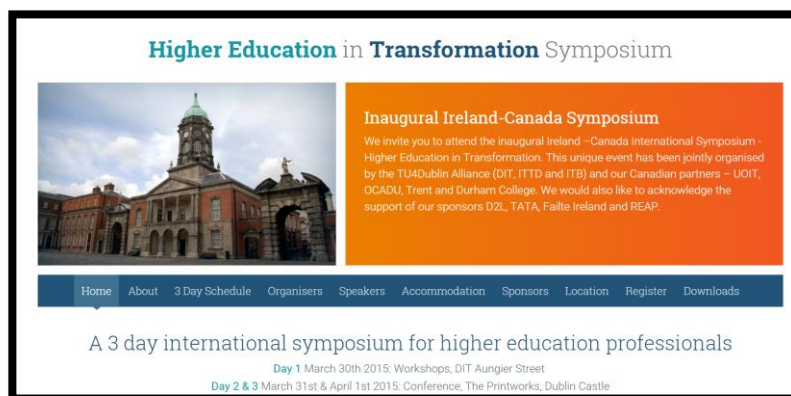 Higher Education in Transformation Symposium
Inaugural Ireland-Canada Symposium
We invite you to attend the inaugural Ireland –Canada International Symposium -
Higher Education in Transformation. This unique event has been jointly organised
by the TU4Dublin Alliance (DIT, ITTD and ITB) and our Canadian partners – UOIT,
OCADU, Trent and Durham College. We would also like to acknowledge the
support of our sponsors D2L, TATA, Failte Ireland and REAP.
Home About 3 Day Schedule Organisers Speakers Accommodation Sponsors Location Register Downloads
A 3 day international symposium for higher education professionals
Day 1 March 30th 2015: Workshops, DIT Aungier Street
Day 2 & 3 March 31st & April 1st 2015: Conference, The Printworks, Dublin Castle